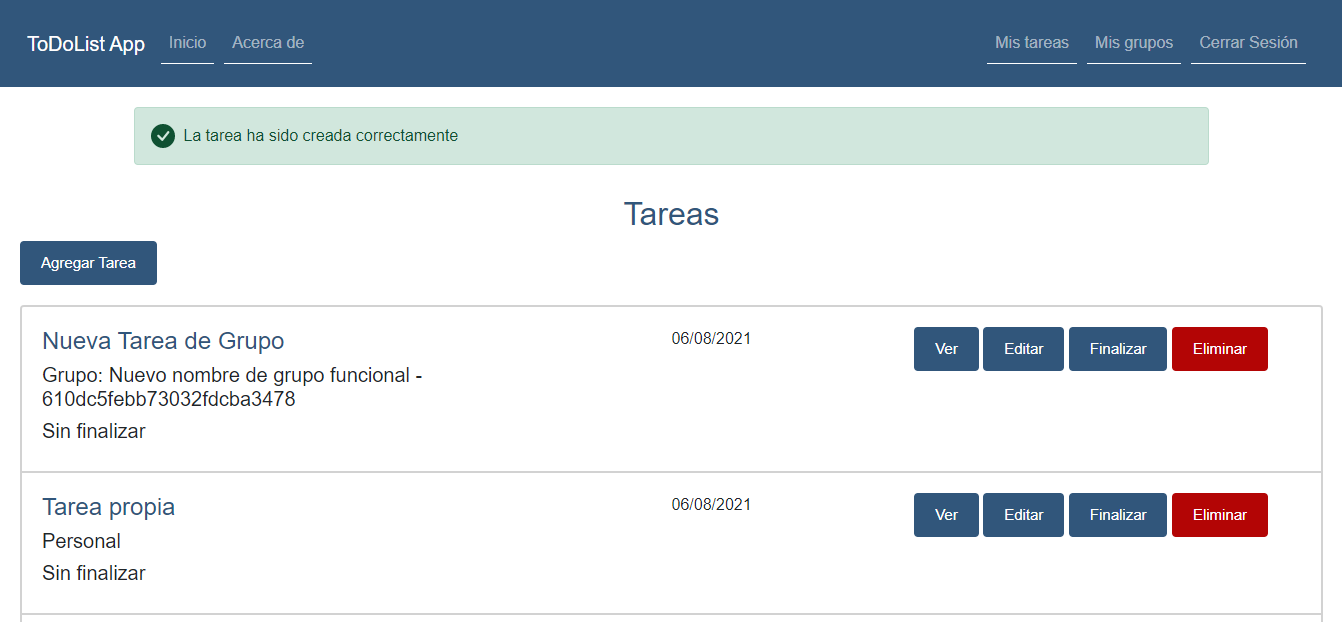 ToDoList App Inicio Acerca de Mis tareas Mis grupos Cerrar Sesión
La tarea ha sido creada correctamente
Tareas
Agregar Tarea
Nueva Tarea de Grupo 06/08/2021 Ver Editar Finalizar Eliminar
Grupo: Nuevo nombre de grupo funcional -
610dc5febb73032fdcba3478
Sin finalizar
Tarea propia 06/08/2021 Ver Editar Finalizar Eliminar
Personal
Sin finalizar